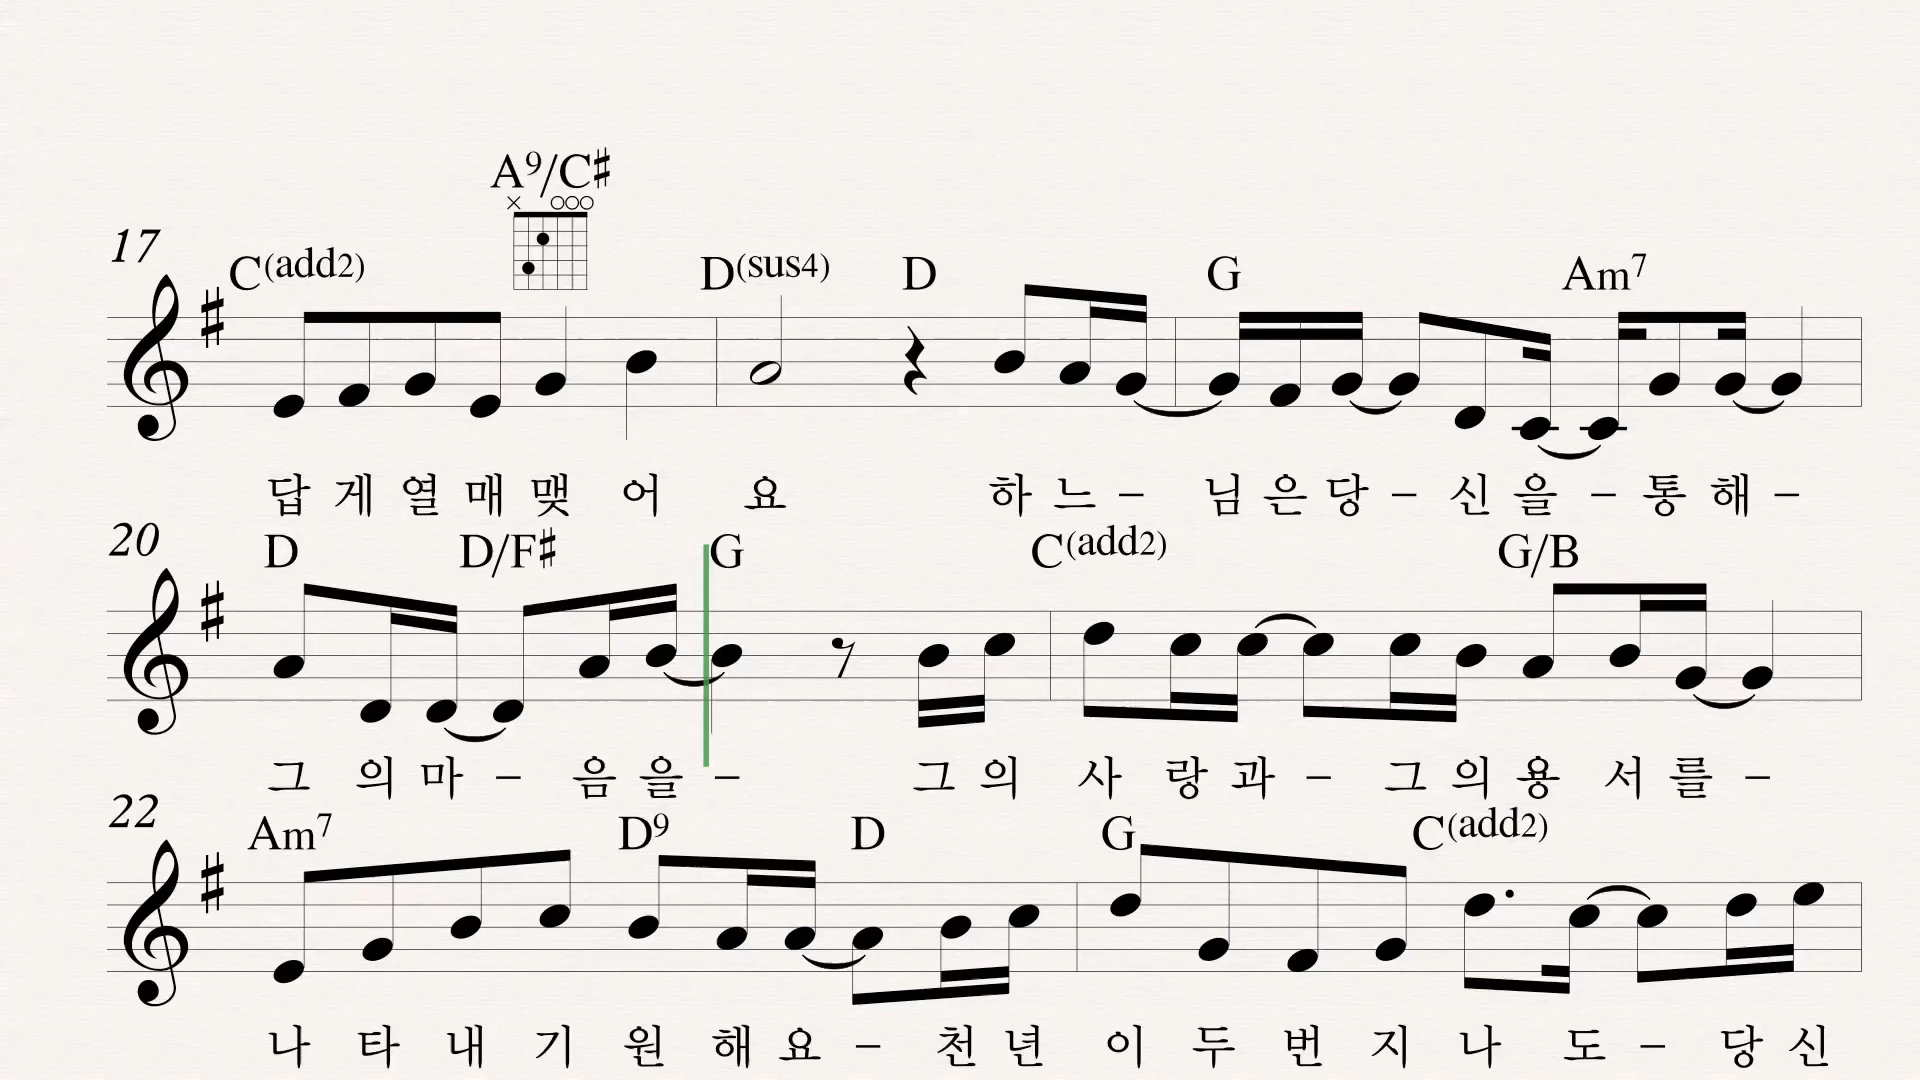 A9/C♯
17 C(add2) D(sus4) D G Am7
답 게 열 매 맺 어 요 하 느 – 님 은 당 – 신 을 – 통 해 –
20 D D/F♯ G C(add2) G/B
그 의 마 – 음 을 – 그 의 사 랑 과 – 그 의 용 서 를 –
22 Am7 D9 D G C(add2)
나 타 내 기 원 해 요 – 천 년 이 두 번 지 나 도 – 당 신